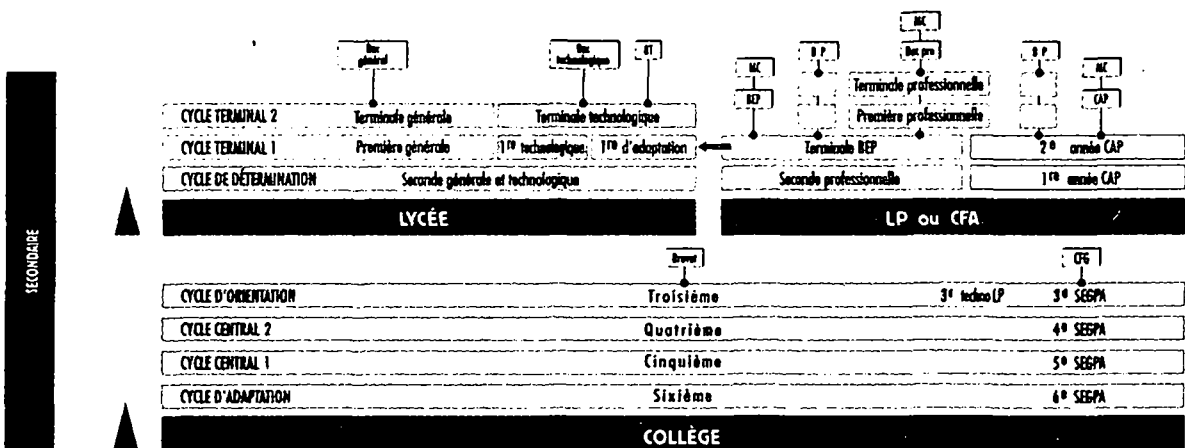 MC
Bac général
Bac technologique
BT
B P
Bac pro
B P
MC
MC
BEP
CAP
Terminale professionnelle
CYCLE TERMINAL 2
Terminale générale
Terminale technologique
Première professionnelle
CYCLE TERMINAL 1
Première générale
1re technologique
1re d'adaptation
Terminale BEP
2e année CAP
CYCLE DE DÉTERMINATION
Seconde générale et technologique
Seconde professionnelle
1re année CAP
LYCÉE
LP ou CFA
SECONDAIRE
Brevet
CFG
CYCLE D'ORIENTATION
Troisième
3e techno LP
3e SEGPA
CYCLE CENTRAL 2
Quatrième
4e SEGPA
CYCLE CENTRAL 1
Cinquième
5e SEGPA
CYCLE D'ADAPTATION
Sixième
6e SEGPA
COLLÈGE